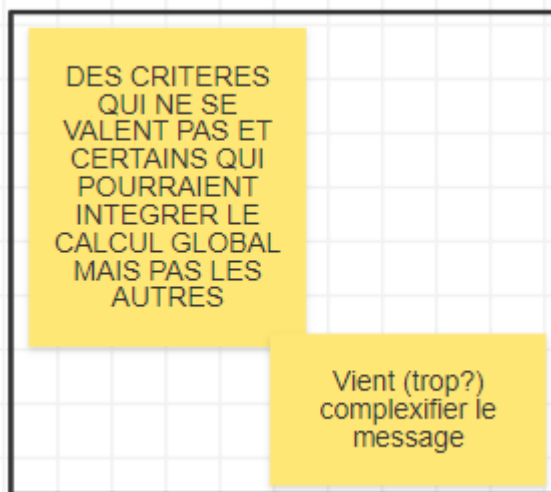 DES CRITERES
QUI NE SE
VALENT PAS ET
CERTAINS QUI
POURRAIENT
INTEGRER LE
CALCUL GLOBAL
MAIS PAS LES
AUTRES
Vient (trop?)
complexifier le
message